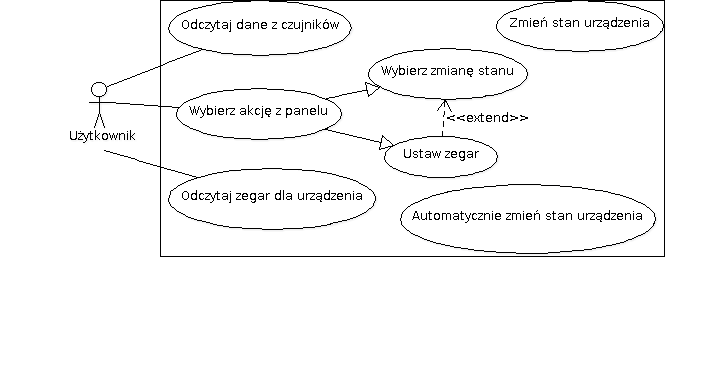 Odczytaj dane z czujników
Zmień stan urządzenia
Wybierz zmianę stanu
Wybierz akcję z panelu
<<extend>>
Użytkownik
Ustaw zegar
Odczytaj zegar dla urządzenia
Automatycznie zmień stan urządzenia